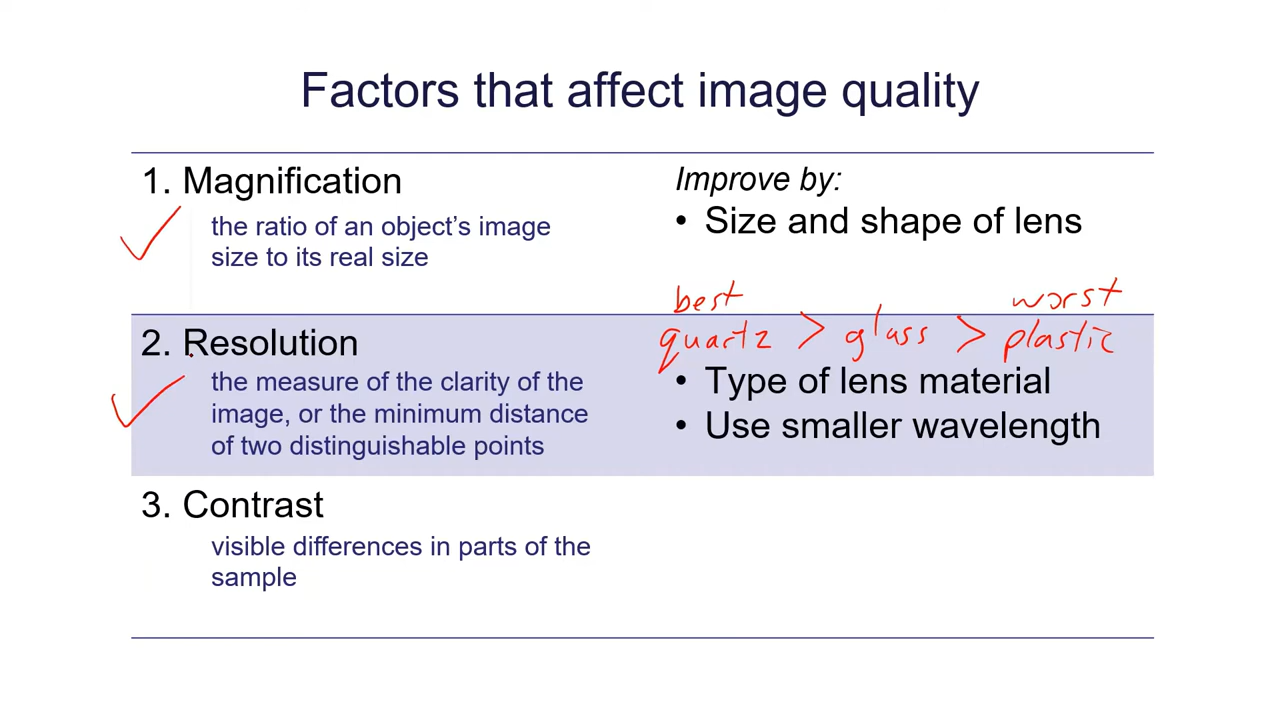 Factors that affect image quality
1. Magnification
the ratio of an object's image
size to its real size
Improve by:
• Size and shape of lens
best worst
quartz > glass > plastic
2. Resolution
the measure of the clarity of the
image, or the minimum distance
of two distinguishable points
• Type of lens material
• Use smaller wavelength
3. Contrast
visible differences in parts of the
sample